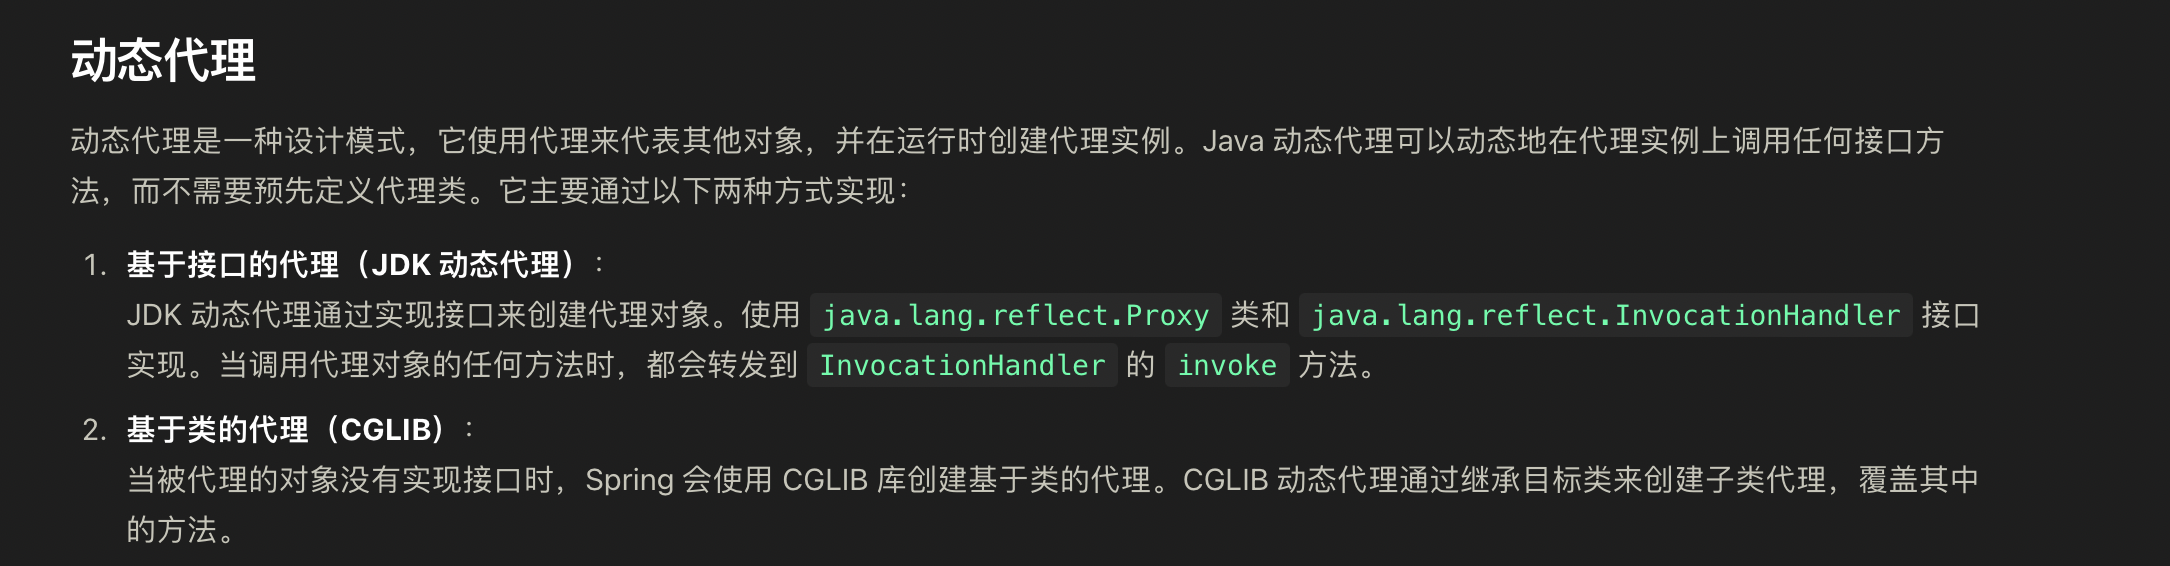 动态代理
动态代理是一种设计模式，它使用代理来代表其他对象，并在运行时创建代理实例。Java 动态代理可以动态地在代理实例上调用任何接口方
法，而不需要预先定义代理类。它主要通过以下两种方式实现：
1. 基于接口的代理（JDK 动态代理）：
JDK 动态代理通过实现接口来创建代理对象。使用 java.lang.reflect.Proxy 类和 java.lang.reflect.InvocationHandler 接口
实现。当调用代理对象的任何方法时，都会转发到 InvocationHandler 的 invoke 方法。
2. 基于类的代理（CGLIB）：
当被代理的对象没有实现接口时，Spring 会使用 CGLIB 库创建基于类的代理。CGLIB 动态代理通过继承目标类来创建子类代理，覆盖其中
的方法。